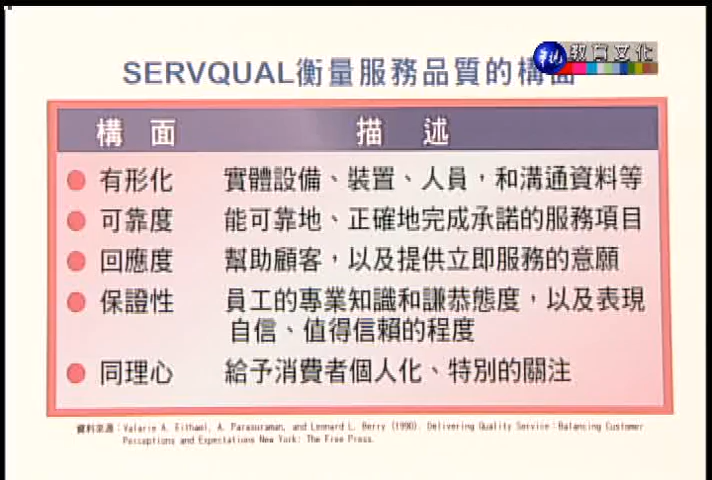 SERVQUAL衡量服務品質的構面
華視 教育文化
構 面 描 述
有形化 實體設備、裝置、人員，和溝通資料等
可靠度 能可靠地、正確地完成承諾的服務項目
回應度 幫助顧客，以及提供立即服務的意願
保證性 員工的專業知識和謙恭態度，以及表現
自信、值得信賴的程度
同理心 給予消費者個人化、特別的關注
資料來源：Valarie A. Eithaml, A. Parasuraman, and Leonard L. Berry (1990). Delivering Quality Service：Balancing Customer
Perceptions and Expectations New York: The Free Press.